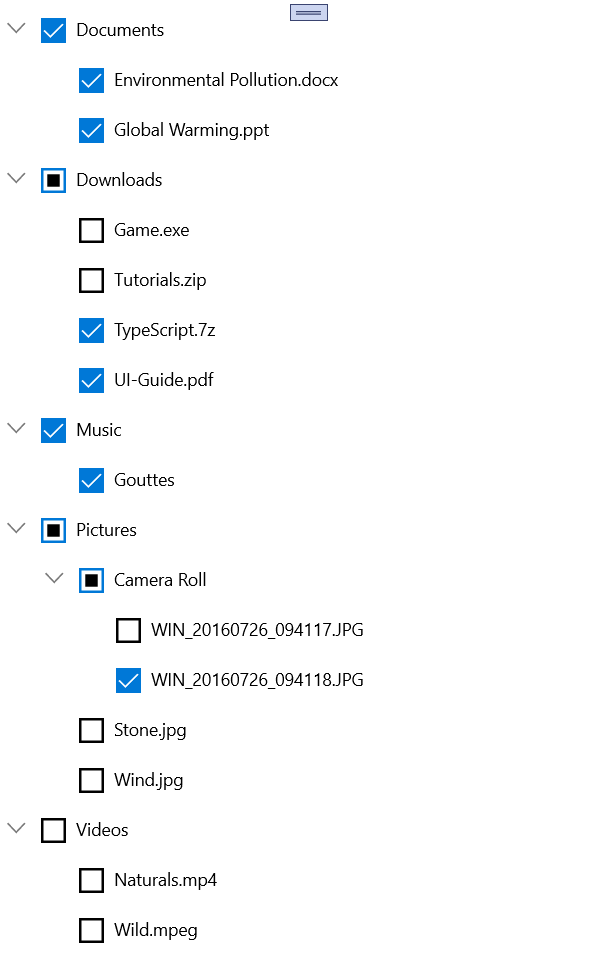 Documents
Environmental Pollution.docx
Global Warming.ppt
Downloads
Game.exe
Tutorials.zip
TypeScript.7z
UI-Guide.pdf
Music
Gouttes
Pictures
Camera Roll
WIN_20160726_094117.JPG
WIN_20160726_094118.JPG
Stone.jpg
Wind.jpg
Videos
Naturals.mp4
Wild.mpeg